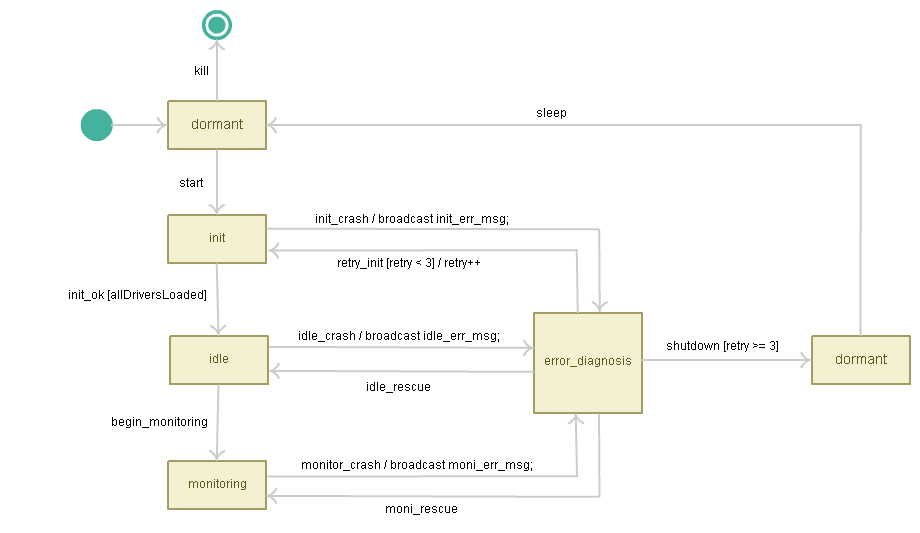 kill
dormant
sleep
start
init
init_crash / broadcast init_err_msg;
retry_init [retry < 3] / retry++
init_ok [allDriversLoaded]
idle
idle_crash / broadcast idle_err_msg;
idle_rescue
error_diagnosis
shutdown [retry >= 3]
dormant
begin_monitoring
monitoring
monitor_crash / broadcast moni_err_msg;
moni_rescue